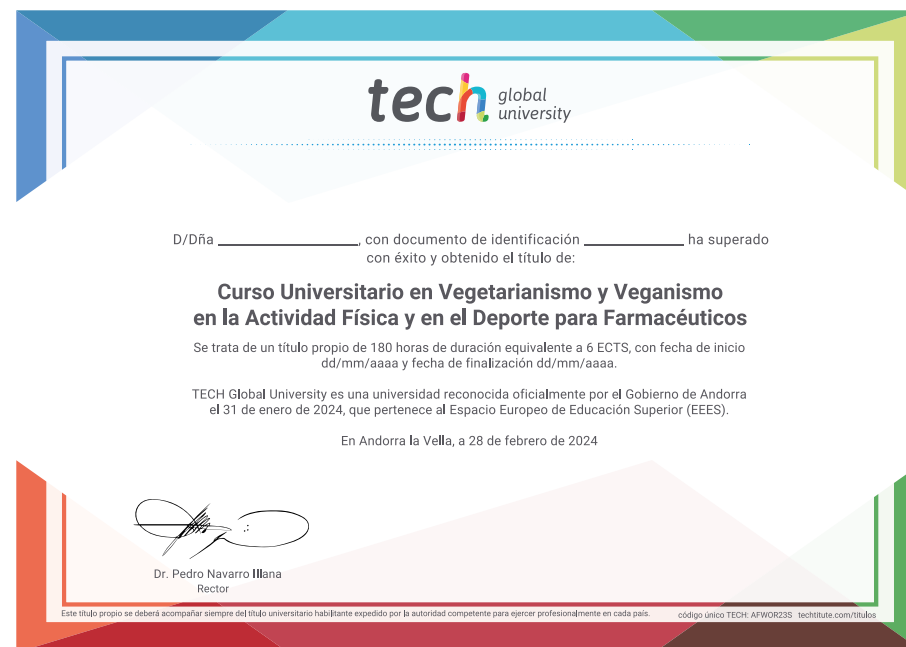 tech global university
D/Dña ____________________, con documento de identificación ______________ ha superado
con éxito y obtenido el título de:
Curso Universitario en Vegetarianismo y Veganismo
en la Actividad Física y en el Deporte para Farmacéuticos
Se trata de un título propio de 180 horas de duración equivalente a 6 ECTS, con fecha de inicio
dd/mm/aaaa y fecha de finalización dd/mm/aaaa.
TECH Global University es una universidad reconocida oficialmente por el Gobierno de Andorra
el 31 de enero de 2024, que pertenece al Espacio Europeo de Educación Superior (EEES).
En Andorra la Vella, a 28 de febrero de 2024
Dr. Pedro Navarro Illana
Rector
Este título propio se deberá acompañar siempre del título universitario habilitante expedido por la autoridad competente para ejercer profesionalmente en cada país. código único TECH: AFWOR23S techtitute.com/titulos